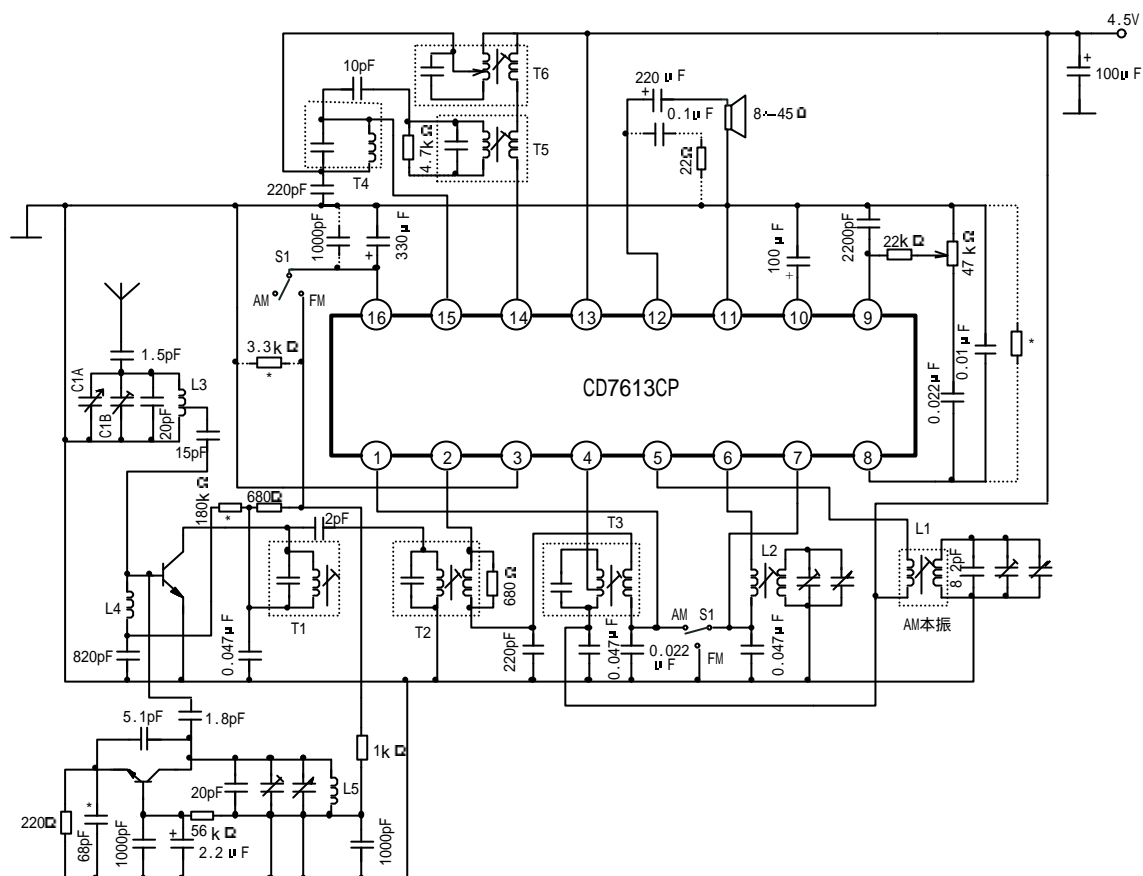 4.5V
T6
10pF
220 μF
100μF
0.1μF
8-45Ω
4.7kΩ
T5
22Ω
T4
220pF
1000pF
330μF
100μF
2200pF
22kΩ
47kΩ
S1
AM
FM
16
15
14
13
12
11
10
9
1.5pF
3.3kΩ
*
*
C1A
C1B
20pF
L3
CD7613CP
0.022μF
0.01μF
15pF
1
2
3
4
5
6
7
8
180kΩ
*
680Ω
2pF
T3
L1
L2
8.2pF
680Ω
L4
T1
T2
AM
S1
FM
AM本振
820pF
0.047μF
220pF
0.047μF
0.022μF
0.047μF
5.1pF
1.8pF
1kΩ
L5
20pF
*
220Ω
68pF
1000pF
56kΩ
2.2μF
1000pF